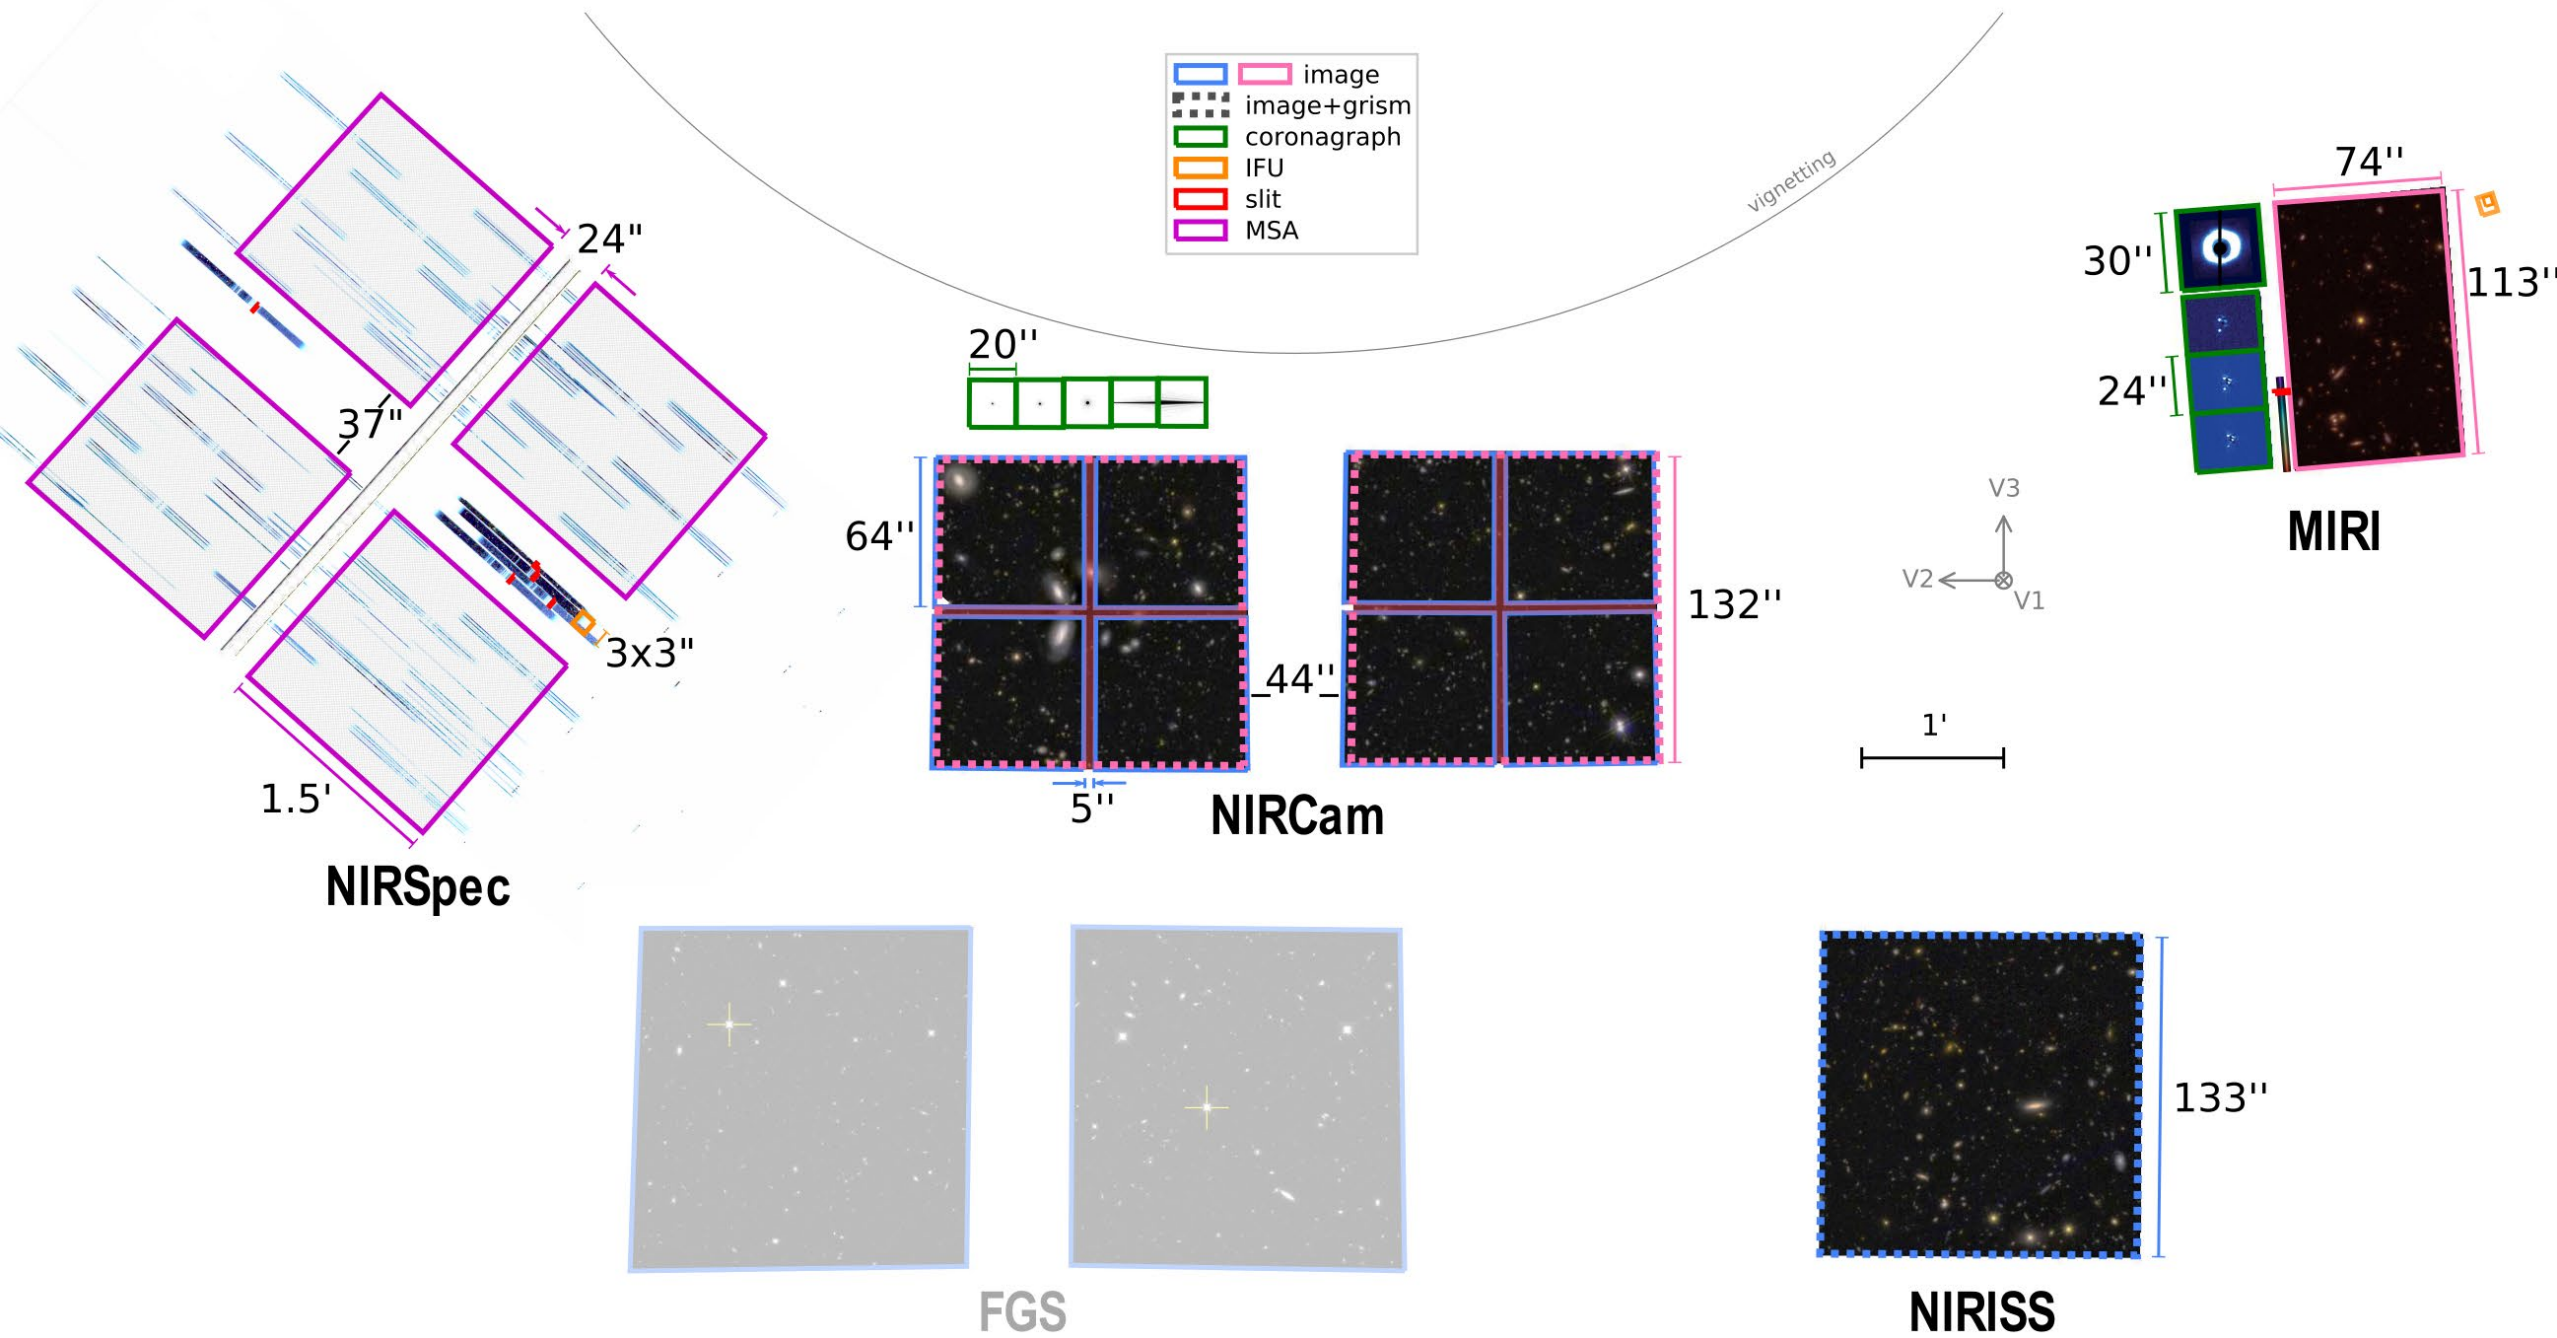 image
image+grism
coronagraph
IFU
slit
MSA
vignetting
24"
37"
3x3"
1.5'
NIRSpec
20''
64''
44''
132''
5''
NIRCam
74''
30''
113''
24''
MIRI
V3
V2
V1
1'
FGS
133''
NIRISS